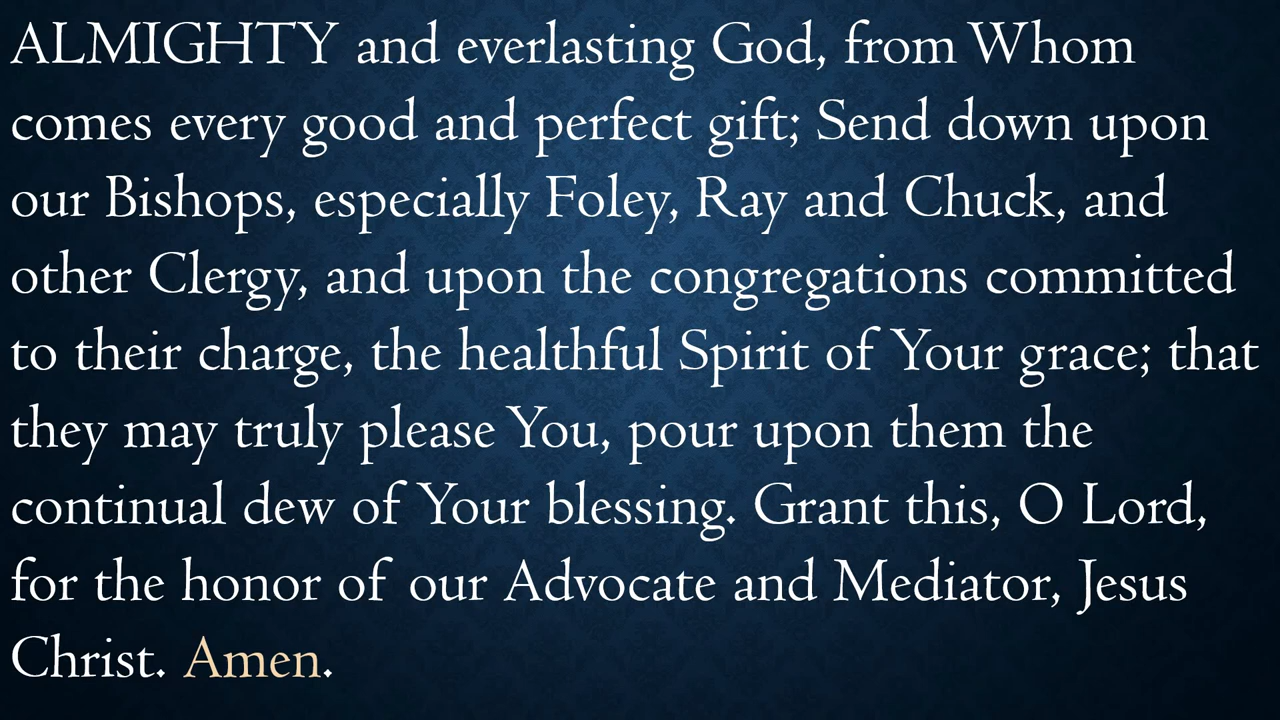 ALMIGHTY and everlasting God, from Whom
comes every good and perfect gift; Send down upon
our Bishops, especially Foley, Ray and Chuck, and
other Clergy, and upon the congregations committed
to their charge, the healthful Spirit of Your grace; that
they may truly please You, pour upon them the
continual dew of Your blessing. Grant this, O Lord,
for the honor of our Advocate and Mediator, Jesus
Christ. Amen.